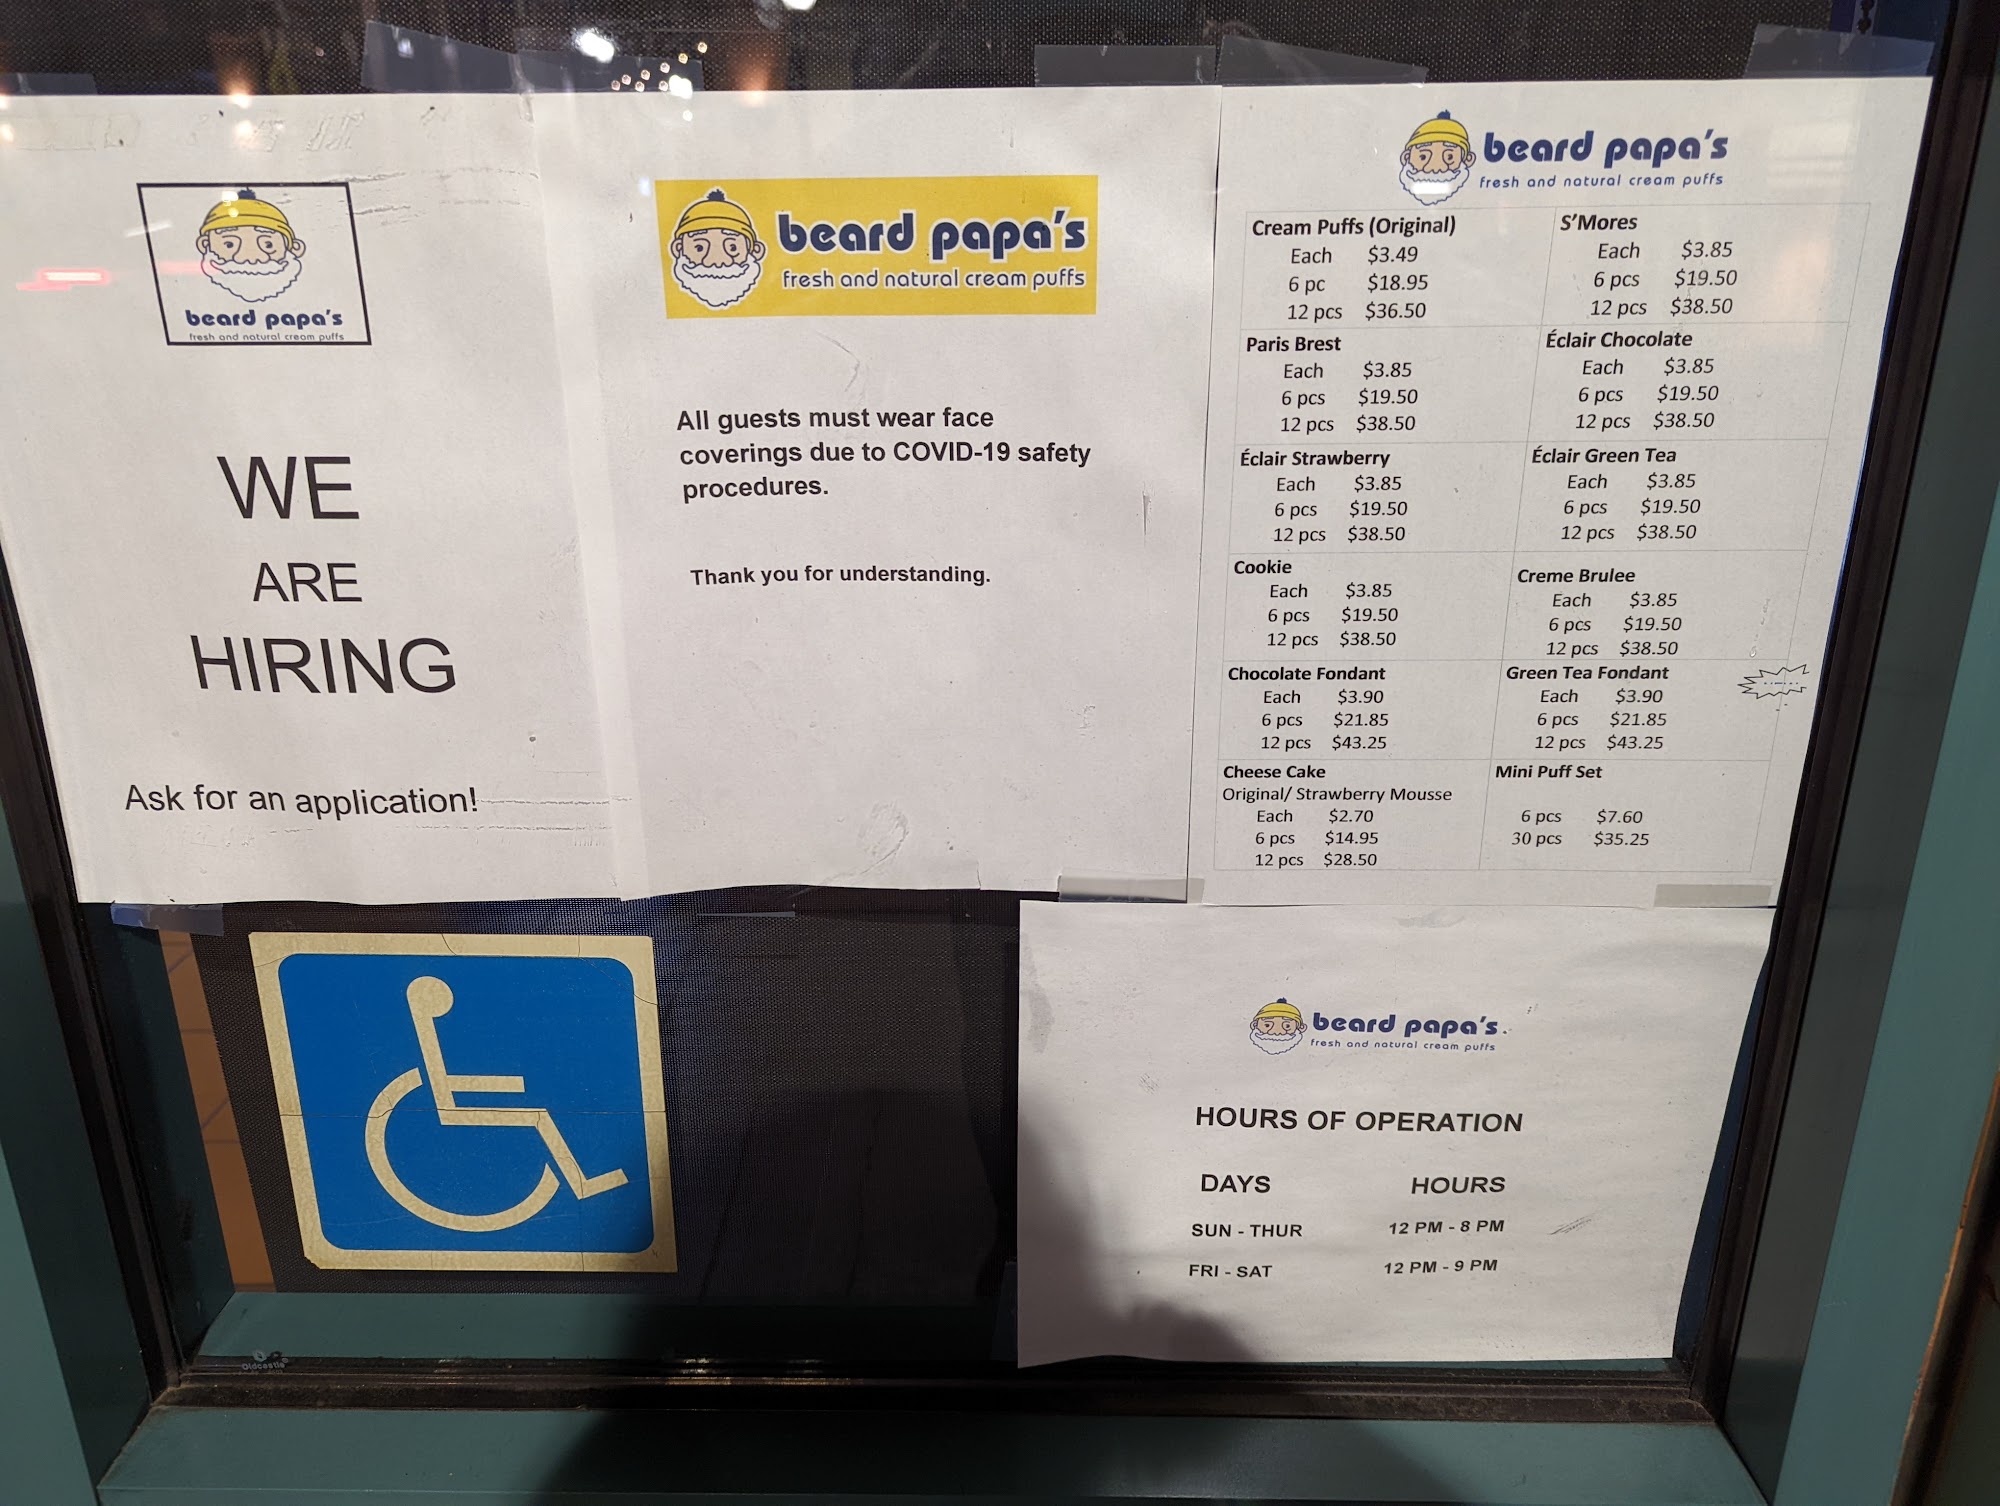 beard papa's
fresh and natural cream puffs
WE
ARE
HIRING
Ask for an application!
beard papa's
fresh and natural cream puffs
All guests must wear face
coverings due to COVID-19 safety
procedures.
Thank you for understanding.
beard papa's
fresh and natural cream puffs
Cream Puffs (Original)
Each $3.49
6 pc $18.95
12 pcs $36.50
S'Mores
Each $3.85
6 pcs $19.50
12 pcs $38.50
Paris Brest
Each $3.85
6 pcs $19.50
12 pcs $38.50
Éclair Chocolate
Each $3.85
6 pcs $19.50
12 pcs $38.50
Éclair Strawberry
Each $3.85
6 pcs $19.50
12 pcs $38.50
Éclair Green Tea
Each $3.85
6 pcs $19.50
12 pcs $38.50
Cookie
Each $3.85
6 pcs $19.50
12 pcs $38.50
Creme Brulee
Each $3.85
6 pcs $19.50
12 pcs $38.50
Chocolate Fondant
Each $3.90
6 pcs $21.85
12 pcs $43.25
Green Tea Fondant
Each $3.90
6 pcs $21.85
12 pcs $43.25
Cheese Cake
Original/ Strawberry Mousse
Each $2.70
6 pcs $14.95
12 pcs $28.50
Mini Puff Set
6 pcs $7.60
30 pcs $35.25
beard papa's.
fresh and natural cream puffs
HOURS OF OPERATION
DAYS HOURS
SUN - THUR 12 PM - 8 PM
FRI - SAT 12 PM - 9 PM
Oldcastle